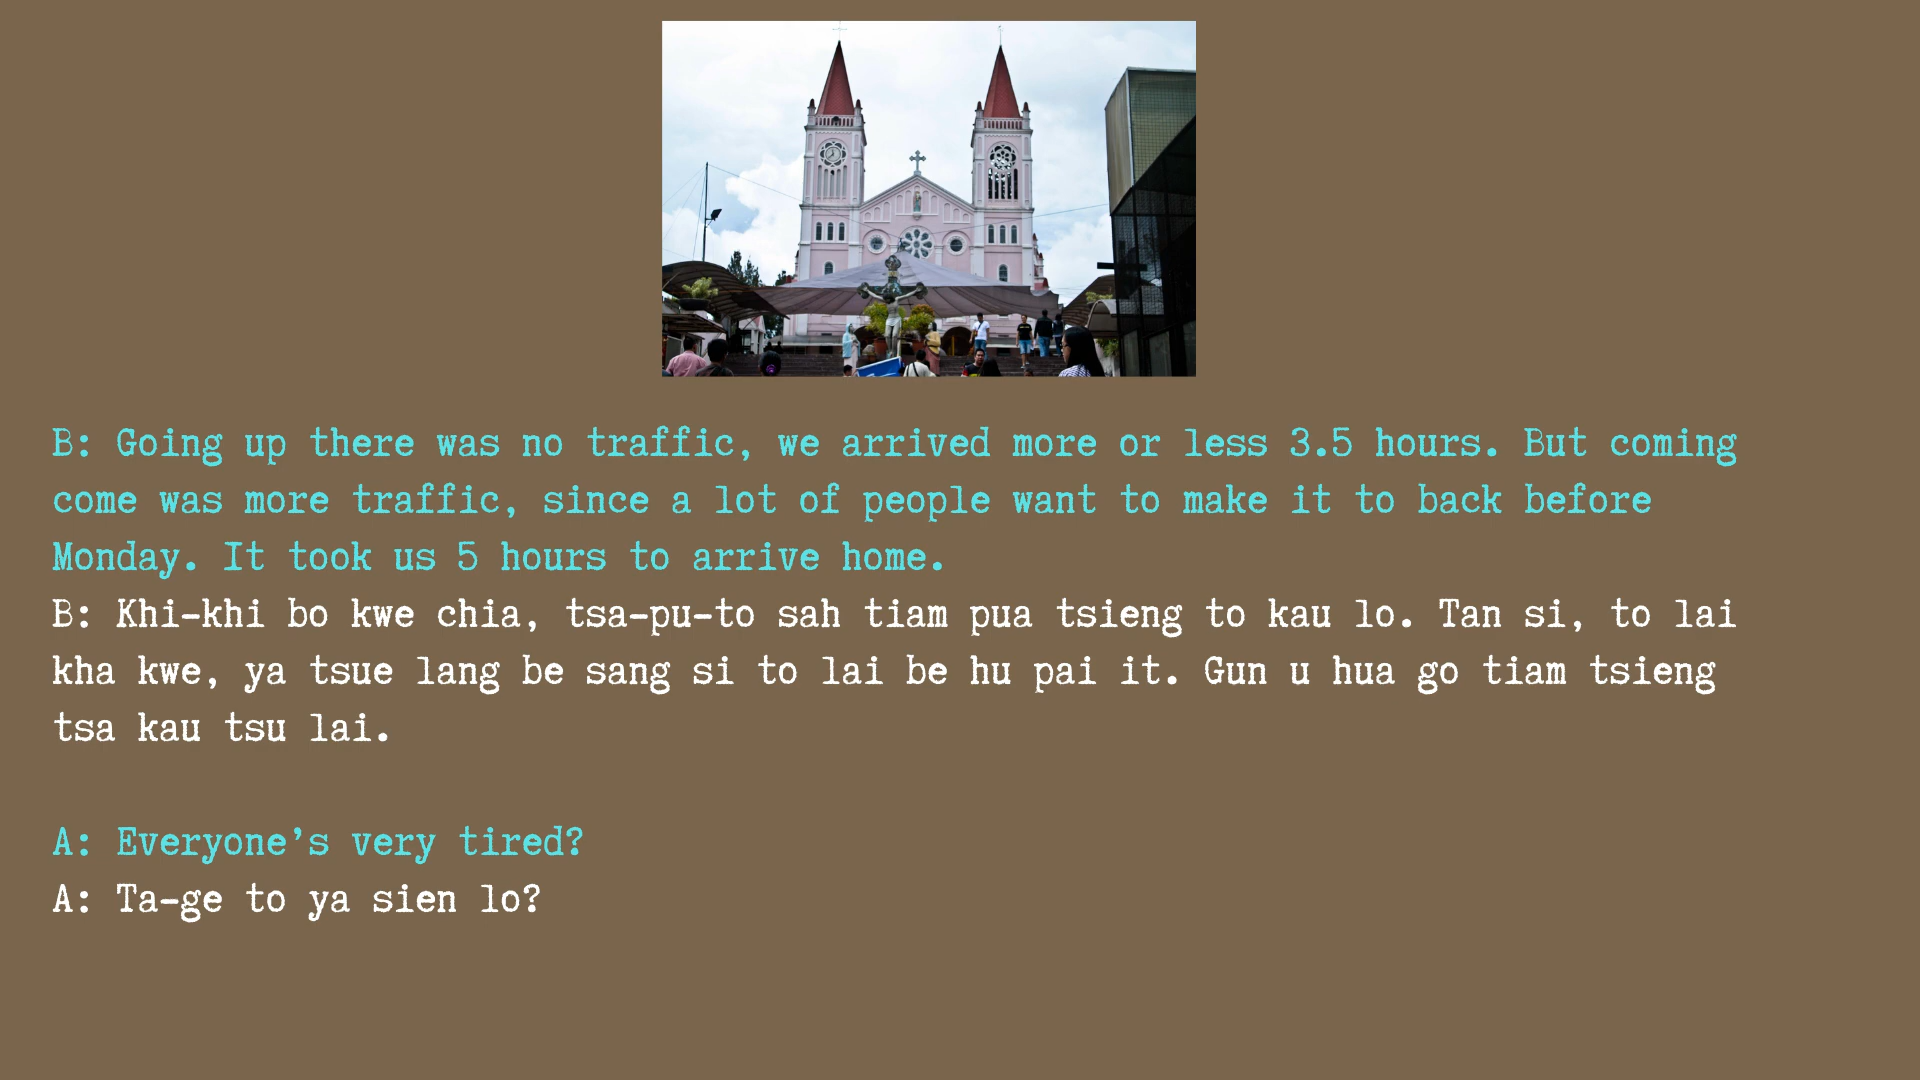 B: Going up there was no traffic, we arrived more or less 3.5 hours. But coming
come was more traffic, since a lot of people want to make it to back before
Monday. It took us 5 hours to arrive home.
B: Khi-khi bo kwe chia, tsa-pu-to sah tiam pua tsieng to kau lo. Tan si, to lai
kha kwe, ya tsue lang be sang si to lai be hu pai it. Gun u hua go tiam tsieng
tsa kau tsu lai.
A: Everyone's very tired?
A: Ta-ge to ya sien lo?